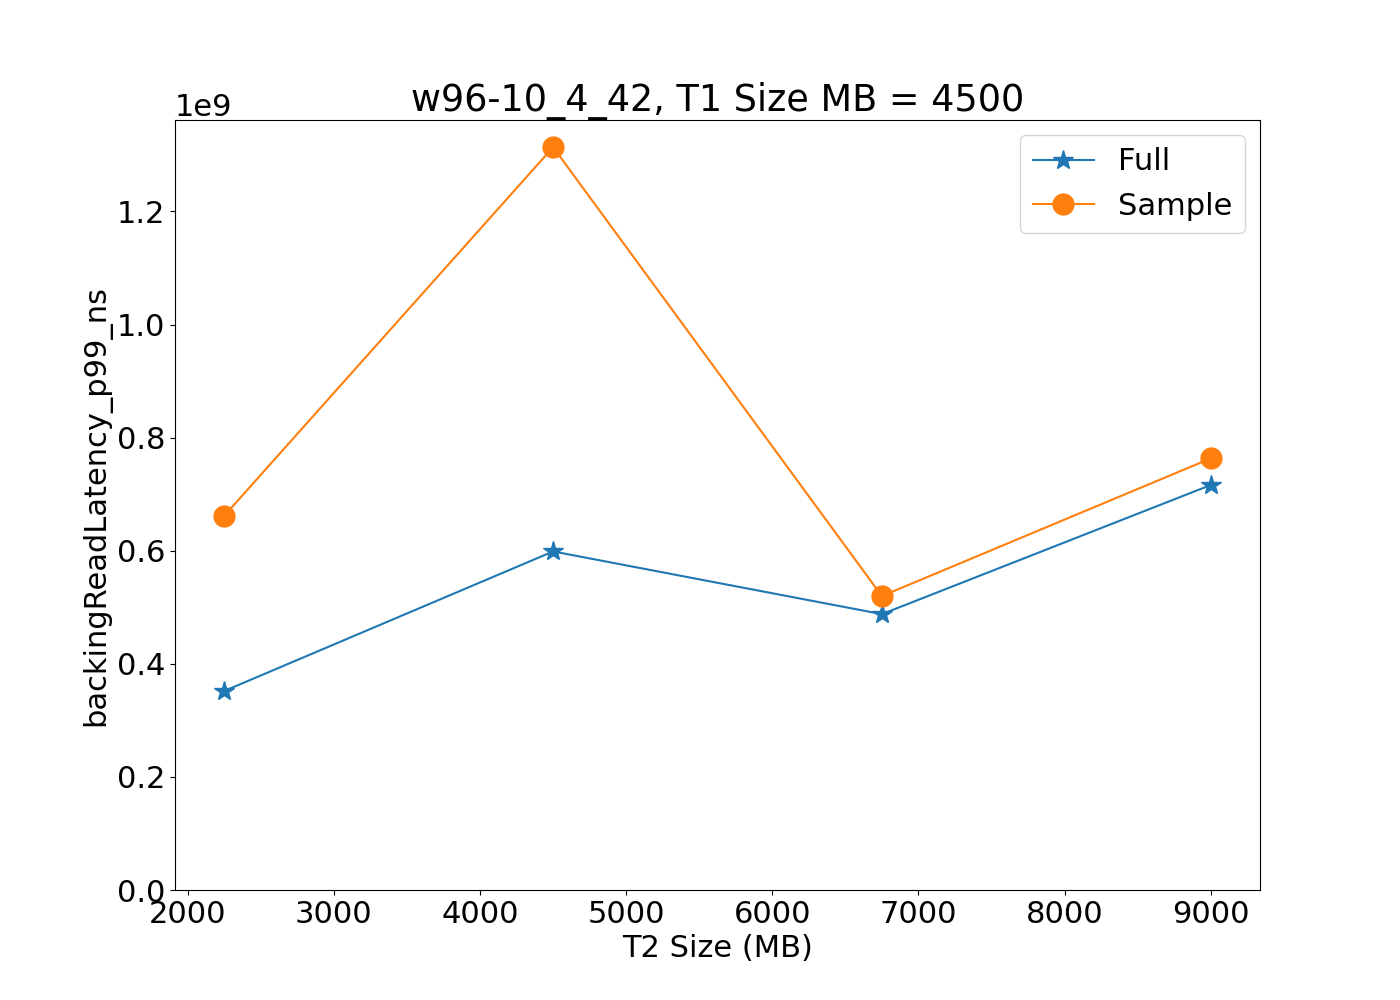 w96-10_4_42, T1 Size MB = 4500
1e9
Full
Sample
1.2
1.0
0.8
0.6
0.4
0.2
0.0
backingReadLatency_p99_ns
2000 3000 4000 5000 6000 7000 8000 9000
T2 Size (MB)